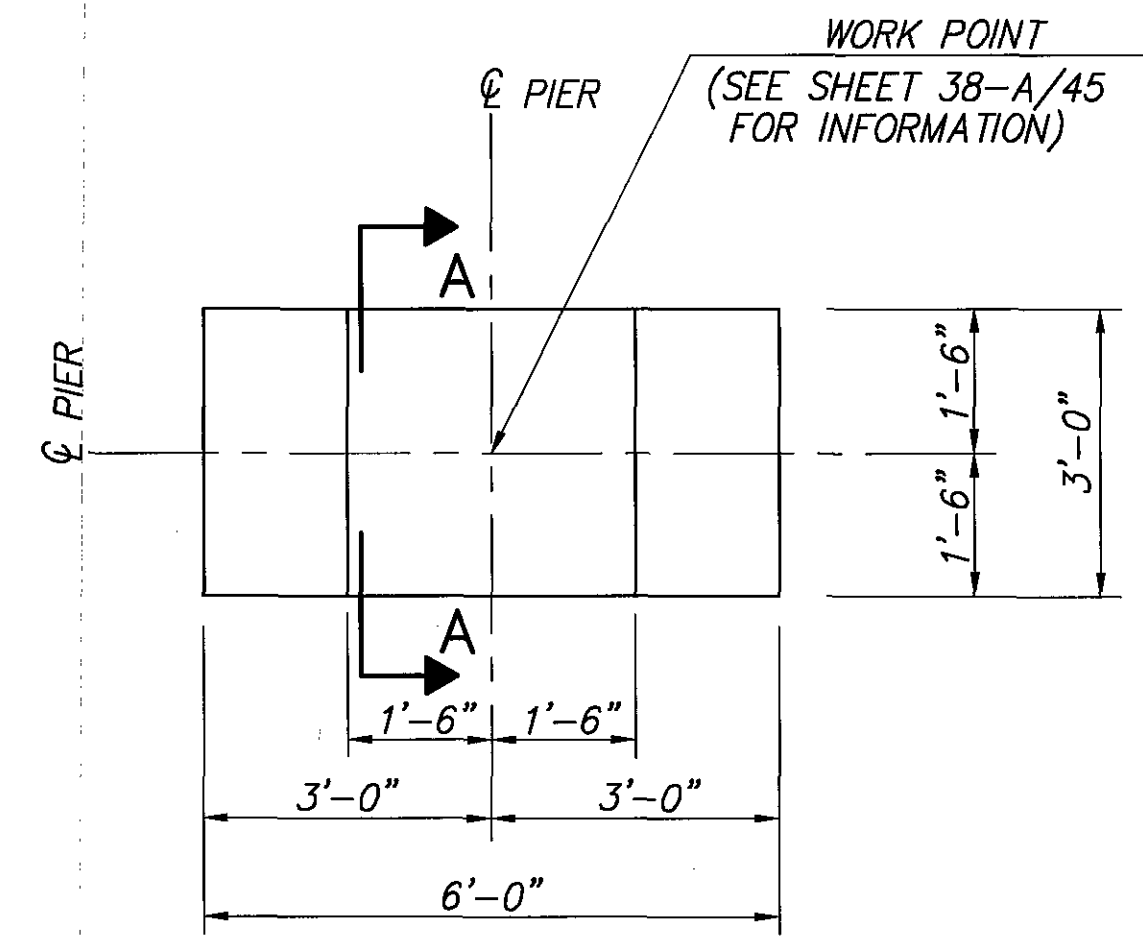 WORK POINT
(SEE SHEET 38-A/45
FOR INFORMATION)
℄ PIER
A
℄ PIER
1'-6"
3'-0"
1'-6"
A
1'-6" 1'-6"
3'-0" 3'-0"
6'-0"